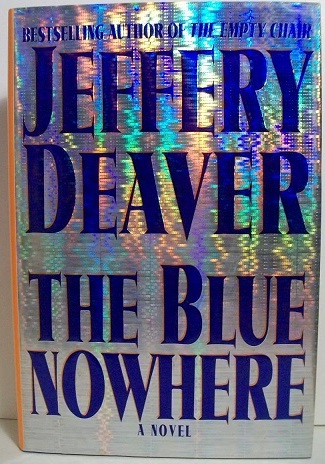 BESTSELLING AUTHOR OF THE EMPTY CHAIR
JEFFERY
DEAVER
THE BLUE
NOWHERE
A NOVEL